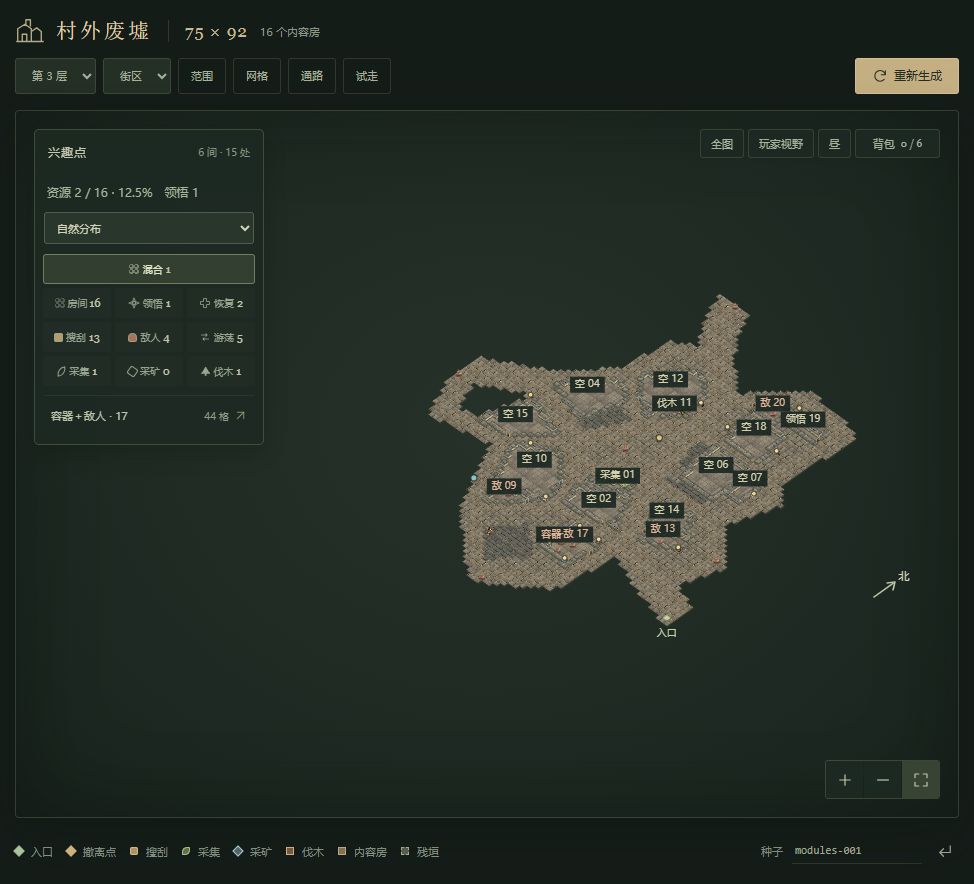 村外废墟 75 × 92 16 个内容房
第 3 层 街区 范围 网格 通路 试走 重新生成
兴趣点 6 间 · 15 处
全图 玩家视野 昼 背包 0 / 6
资源 2 / 16 · 12.5% 领悟 1
自然分布
混合 1
房间 16 领悟 1 恢复 2
搜刮 13 敌人 4 游荡 5
采集 1 采矿 0 伐木 1
容器 + 敌人 · 17 44 格
空 04
空 12
伐木 11
敌 20
空 15
领悟 19
空 18
空 10
空 06
采集 01
空 07
敌 09
空 02
空 14
敌 13
容器·敌 17
北
入口
入口 撤离点 搜刮 采集 采矿 伐木 内容房 残垣 种子 modules-001